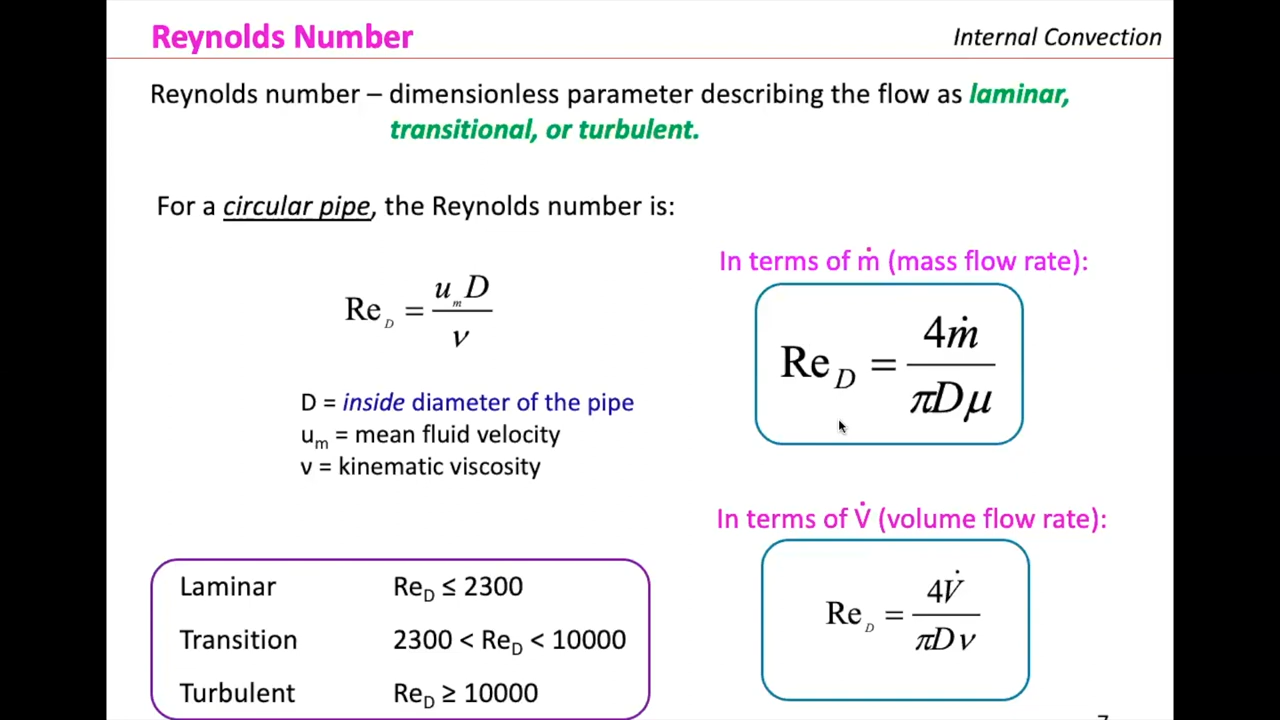 Reynolds Number
Internal Convection
Reynolds number – dimensionless parameter describing the flow as laminar,
transitional, or turbulent.
For a circular pipe, the Reynolds number is:
Re_D = u_m D / ν
D = inside diameter of the pipe
u_m = mean fluid velocity
ν = kinematic viscosity
In terms of ṁ (mass flow rate):
Re_D = 4ṁ / πDμ
In terms of V̇ (volume flow rate):
Re_D = 4V̇ / πDν
Laminar Re_D ≤ 2300
Transition 2300 < Re_D < 10000
Turbulent Re_D ≥ 10000